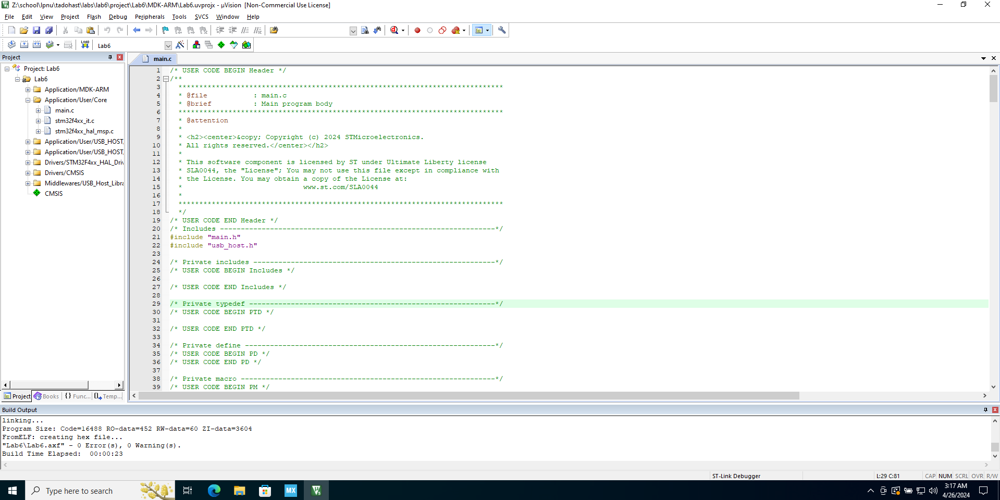 Z:\school\lpnu\tadohast\labs\lab6\project\Lab6\MDK-ARM\Lab6.uvprojx - µVision  [Non-Commercial Use License]
File Edit View Project Flash Debug Peripherals Tools SVCS Window Help
LOAD Lab6
Project
main.c
Project: Lab6
Lab6
Application/MDK-ARM
Application/User/Core
main.c
stm32f4xx_it.c
stm32f4xx_hal_msp.c
Application/User/USB_HOST,
Application/User/USB_HOST,
Drivers/STM32F4xx_HAL_Driv
Drivers/CMSIS
Middlewares/USB_Host_Libra
CMSIS
Project Books {} Func... Temp...
1 /* USER CODE BEGIN Header */
2 /**
3   ******************************************************************************
4   * @file           : main.c
5   * @brief          : Main program body
6   ******************************************************************************
7   * @attention
8   *
9   * <h2><center>&copy; Copyright (c) 2024 STMicroelectronics.
10   * All rights reserved.</center></h2>
11   *
12   * This software component is licensed by ST under Ultimate Liberty license
13   * SLA0044, the "License"; You may not use this file except in compliance with
14   * the License. You may obtain a copy of the License at:
15   *                             www.st.com/SLA0044
16   *
17   ******************************************************************************
18   */
19 /* USER CODE END Header */
20 /* Includes ------------------------------------------------------------------*/
21 #include "main.h"
22 #include "usb_host.h"
23
24 /* Private includes ----------------------------------------------------------*/
25 /* USER CODE BEGIN Includes */
26
27 /* USER CODE END Includes */
28
29 /* Private typedef -----------------------------------------------------------*/
30 /* USER CODE BEGIN PTD */
31
32 /* USER CODE END PTD */
33
34 /* Private define ------------------------------------------------------------*/
35 /* USER CODE BEGIN PD */
36 /* USER CODE END PD */
37
38 /* Private macro -------------------------------------------------------------*/
39 /* USER CODE BEGIN PM */
Build Output
linking...
Program Size: Code=16488 RO-data=452 RW-data=60 ZI-data=3604
FromELF: creating hex file...
"Lab6\Lab6.axf" - 0 Error(s), 0 Warning(s).
Build Time Elapsed:  00:00:23
ST-Link Debugger L:29 C:81 CAP NUM SCRL OVR R/W
Type here to search
MX
3:17 AM
4/26/2024